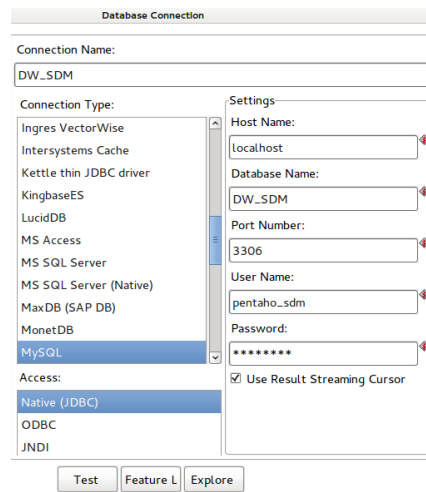 Database Connection
Connection Name:
DW_SDM
Connection Type:
Ingres VectorWise
Intersystems Cache
Kettle thin JDBC driver
KingbaseES
LucidDB
MS Access
MS SQL Server
MS SQL Server (Native)
MaxDB (SAP DB)
MonetDB
MySQL
Access:
Native (JDBC)
ODBC
JNDI
Settings
Host Name:
localhost
Database Name:
DW_SDM
Port Number:
3306
User Name:
pentaho_sdm
Password:
********
Use Result Streaming Cursor
Test
Feature L
Explore